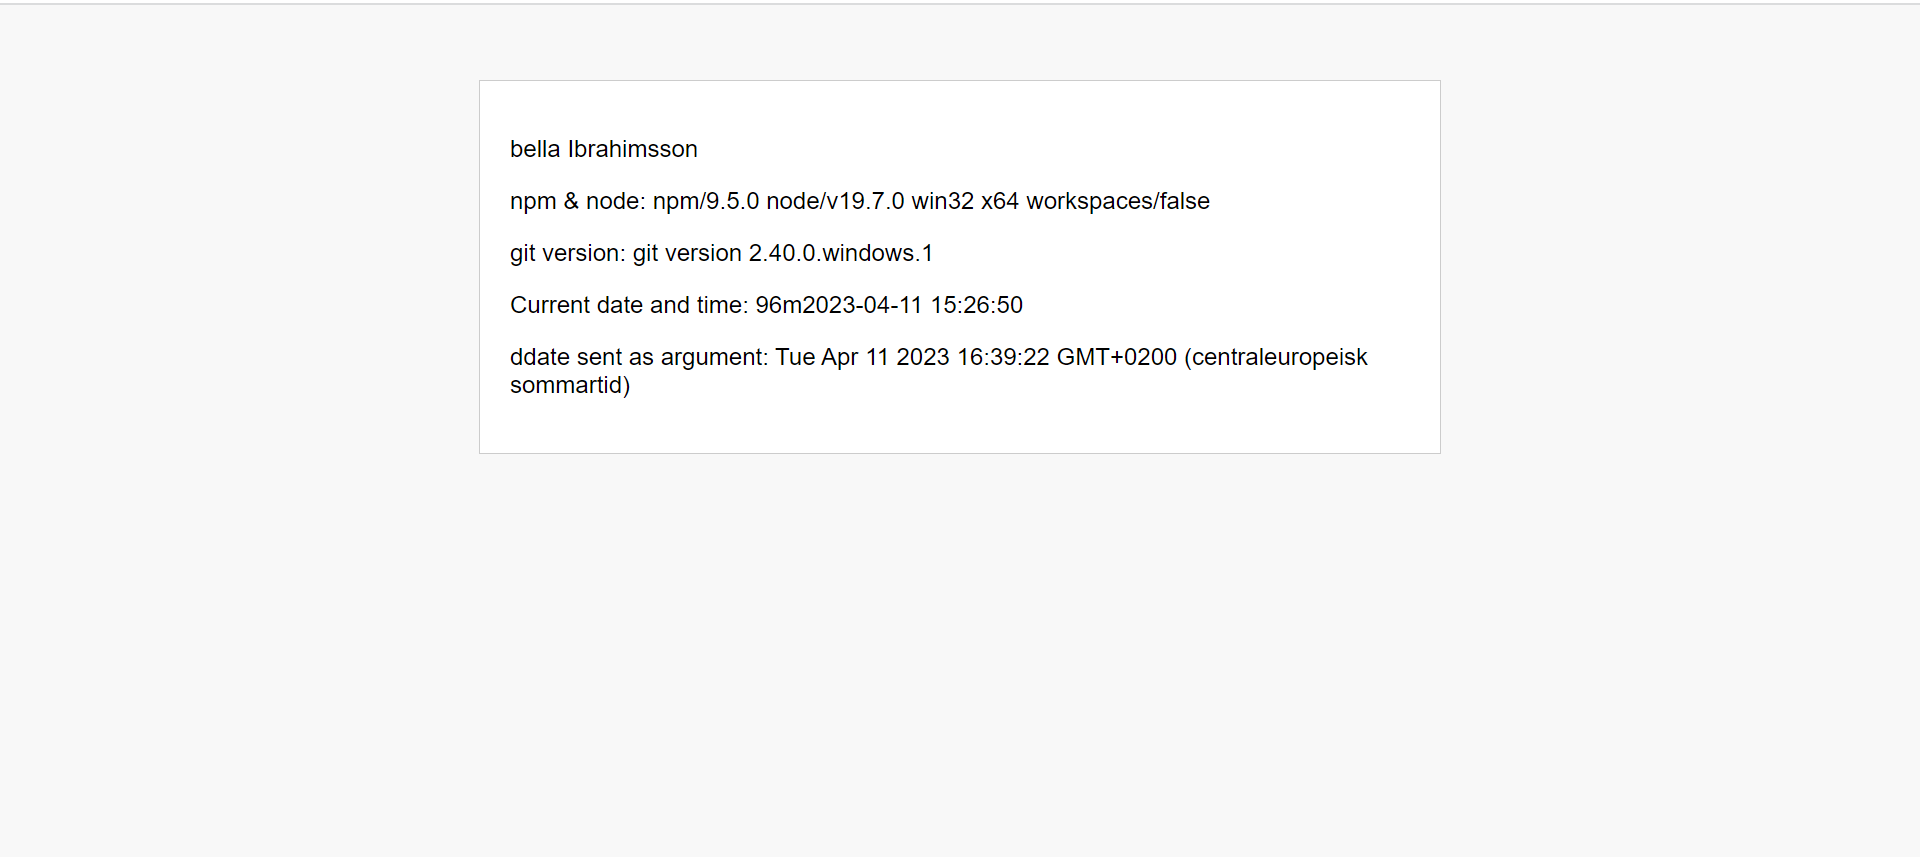 bella Ibrahimsson
npm & node: npm/9.5.0 node/v19.7.0 win32 x64 workspaces/false
git version: git version 2.40.0.windows.1
Current date and time: 96m2023-04-11 15:26:50
ddate sent as argument: Tue Apr 11 2023 16:39:22 GMT+0200 (centraleuropeisk
sommartid)